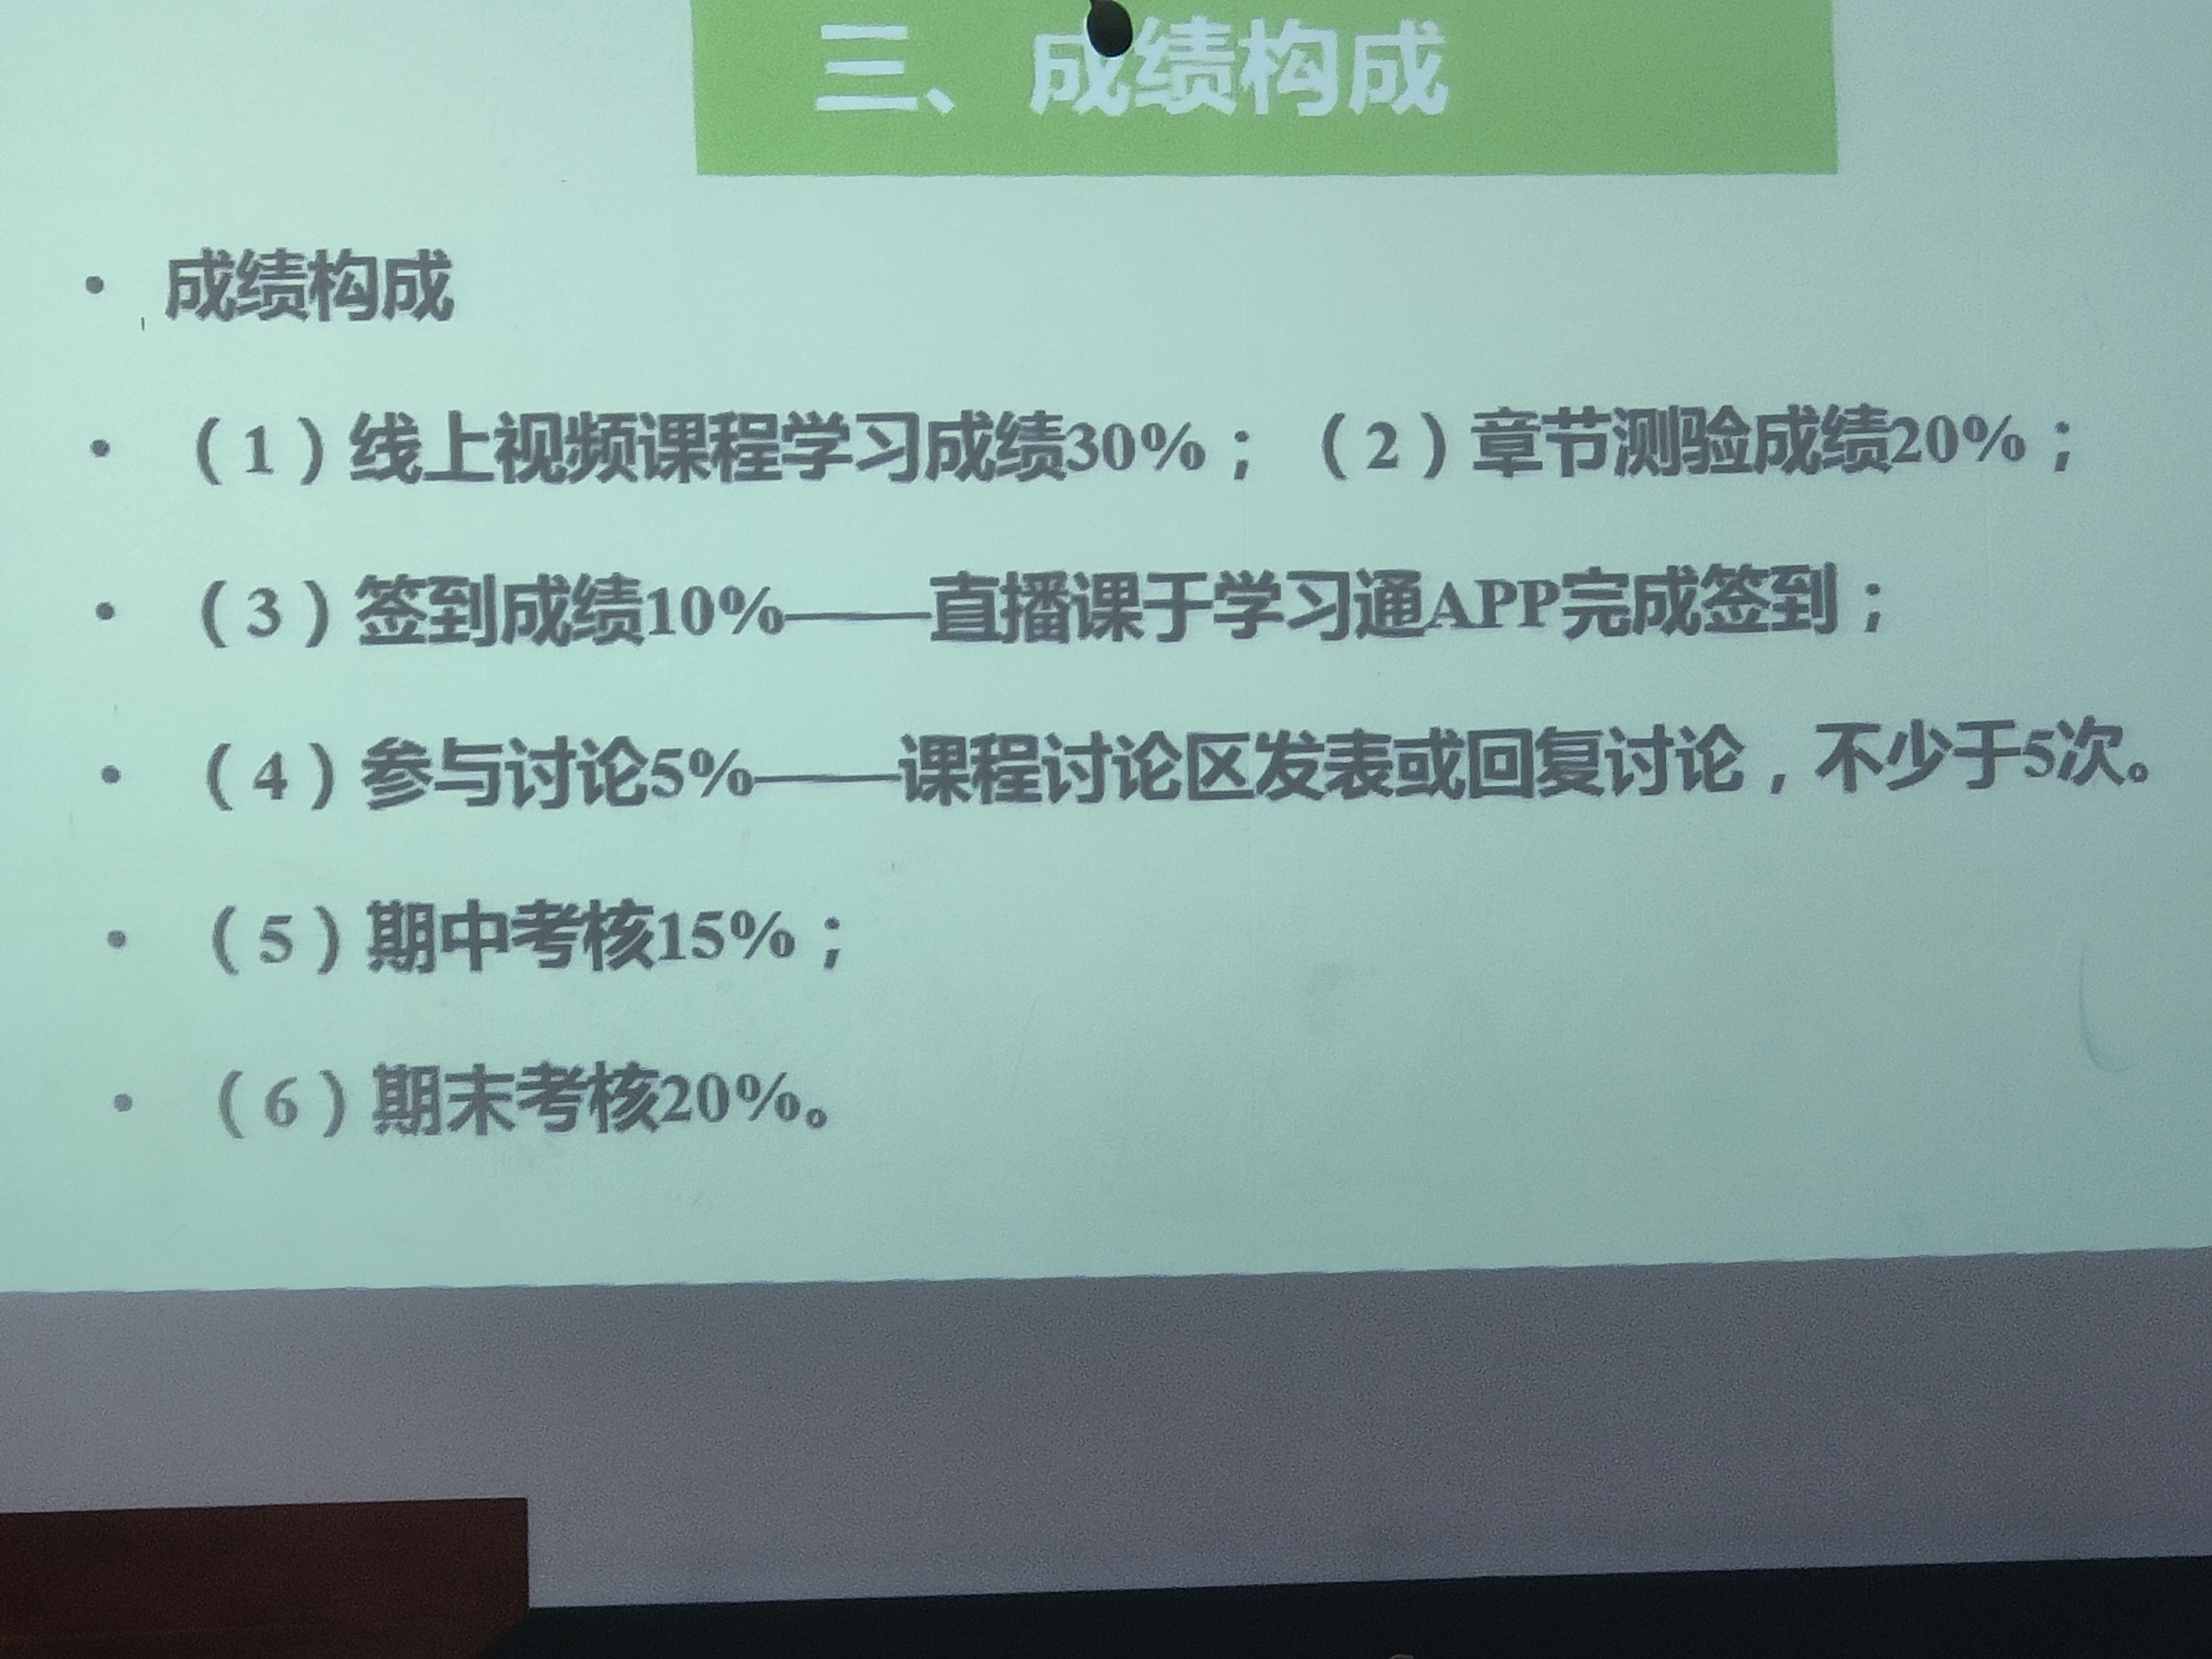 三、成绩构成
• 成绩构成
• （1）线上视频课程学习成绩30%；（2）章节测验成绩20%；
• （3）签到成绩10%——直播课于学习通APP完成签到；
• （4）参与讨论5%——课程讨论区发表或回复讨论，不少于5次。
• （5）期中考核15%；
• （6）期末考核20%。